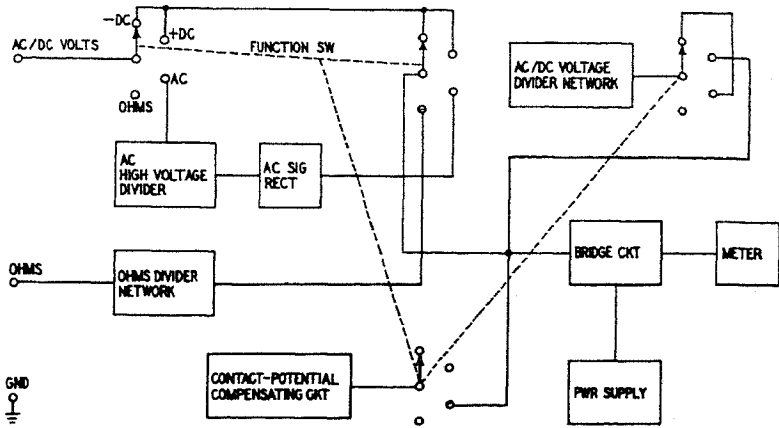 -DC
+DC
AC/DC VOLTS
FUNCTION SW
AC/DC VOLTAGE
DIVIDER NETWORK
AC
OHMS
AC
HIGH VOLTAGE
DIVIDER
AC SIG
RECT
OHMS
OHMS DIVIDER
NETWORK
BRIDGE CKT
METER
CONTACT-POTENTIAL
COMPENSATING CKT
PWR SUPPLY
GND